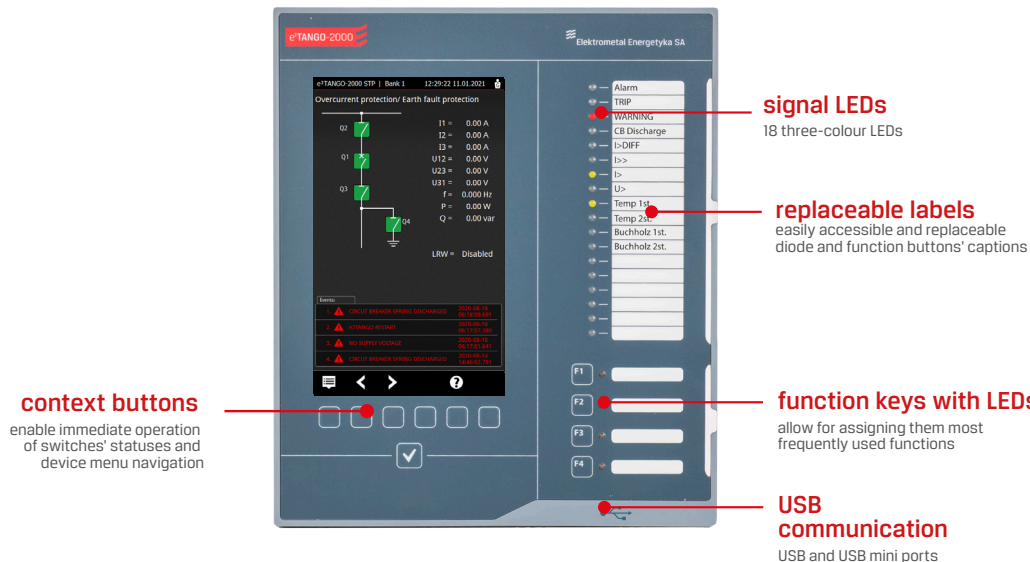 e²TANGO-2000
Elektrometal Energetyka SA
e²TANGO-2000 STP | Bank 1 12:29:22 11.01.2021
Overcurrent protection/ Earth fault protection
Q2
Q1
Q3
Q4
I1 = 0.00 A
I2 = 0.00 A
I3 = 0.00 A
U12 = 0.00 V
U23 = 0.00 V
U31 = 0.00 V
f = 0.000 Hz
P = 0.00 W
Q = 0.00 var
LRW = Disabled
Events
1. CIRCUT BREAKER SPRING DISCHARGED
2. RESTART
3. NO SUPPLY VOLTAGE
4. CIRCUT BREAKER SPRING DISCHARGED
Alarm
TRIP
WARNING
CB Discharge
I>DIFF
I>>
I>
U>
Temp 1st.
Temp 2st.
Buchholz 1st.
Buchholz 2st.
F1
F2
F3
F4
signal LEDs
18 three-colour LEDs
replaceable labels
easily accessible and replaceable
diode and function buttons' captions
context buttons
enable immediate operation
of switches' statuses and
device menu navigation
function keys with LEDs
allow for assigning them most
frequently used functions
USB
communication
USB and USB mini ports